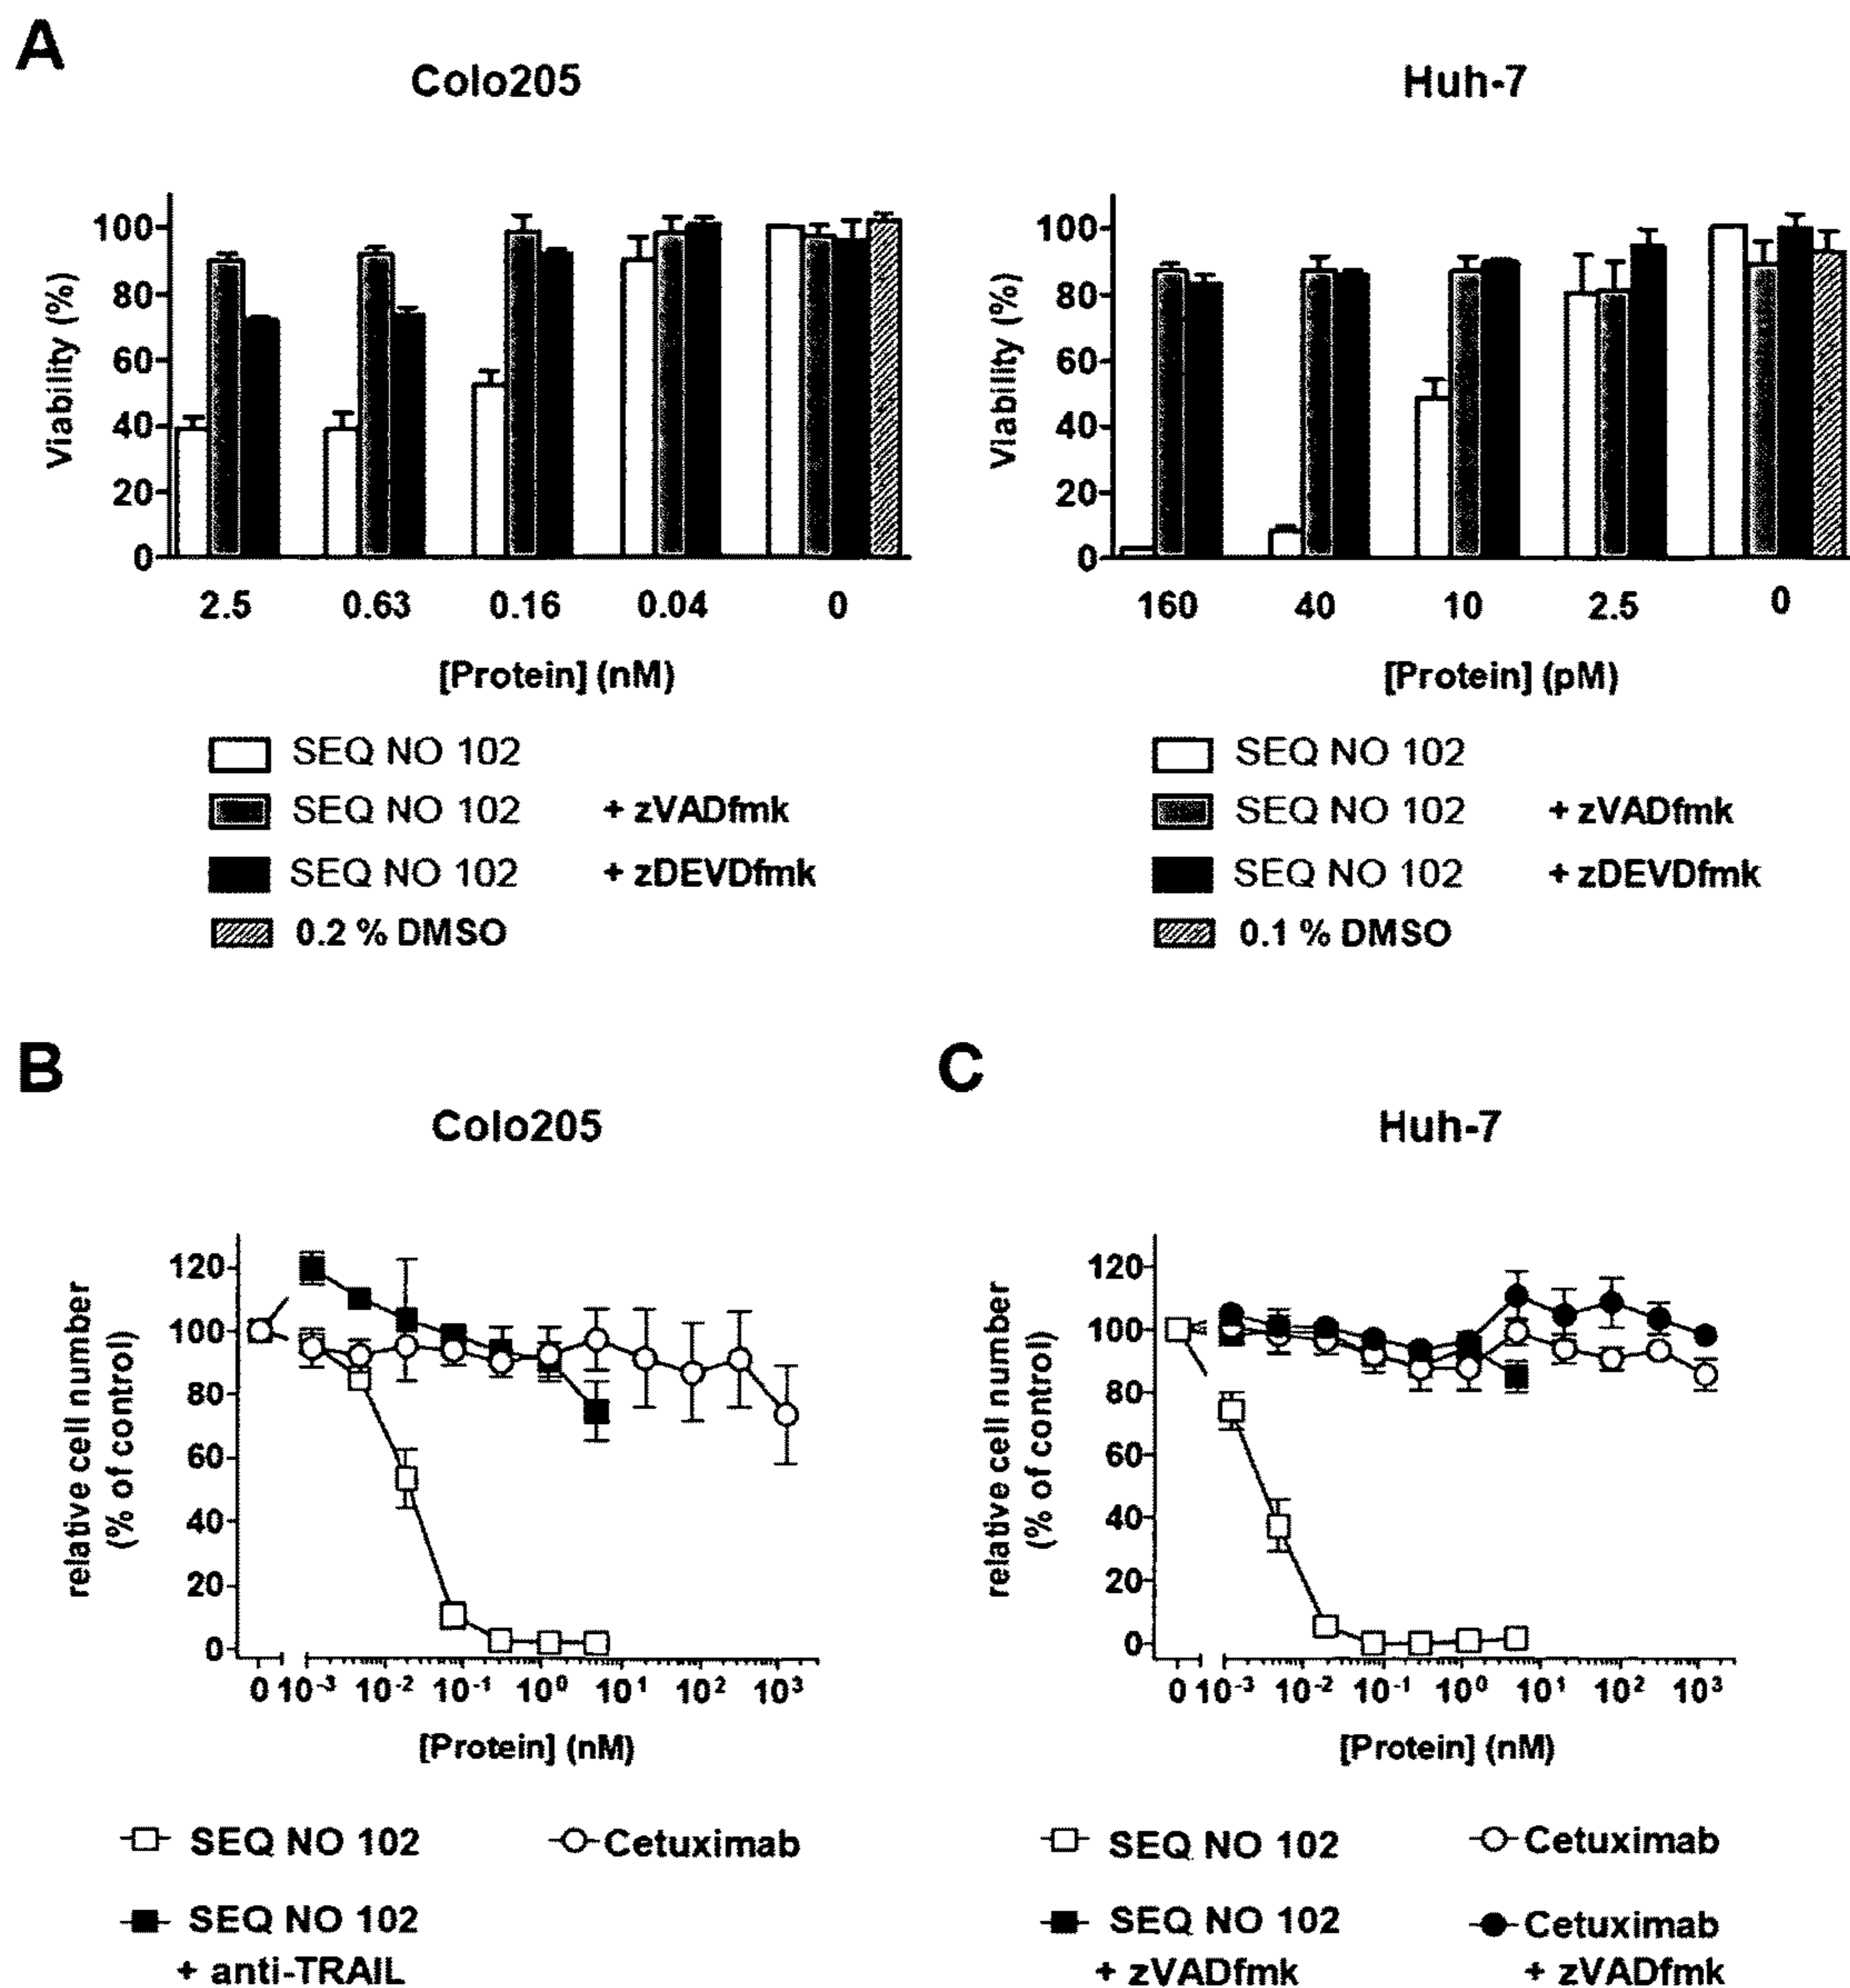 A
Colo205
Huh-7
Viability (%)
100
80
60
40
20
0
2.5 0.63 0.16 0.04 0
[Protein] (nM)
SEQ NO 102
SEQ NO 102 + zVADfmk
SEQ NO 102 + zDEVDfmk
0.2 % DMSO
Viability (%)
100
80
60
40
20
0
160 40 10 2.5 0
[Protein] (pM)
SEQ NO 102
SEQ NO 102 + zVADfmk
SEQ NO 102 + zDEVDfmk
0.1 % DMSO
B
Colo205
relative cell number
(% of control)
120
100
80
60
40
20
0
0 10⁻³ 10⁻² 10⁻¹ 10⁰ 10¹ 10² 10³
[Protein] (nM)
SEQ NO 102
Cetuximab
SEQ NO 102
+ anti-TRAIL
C
Huh-7
relative cell number
(% of control)
120
100
80
60
40
20
0
0 10⁻³ 10⁻² 10⁻¹ 10⁰ 10¹ 10² 10³
[Protein] (nM)
SEQ NO 102
Cetuximab
SEQ NO 102
+ zVADfmk
Cetuximab
+ zVADfmk